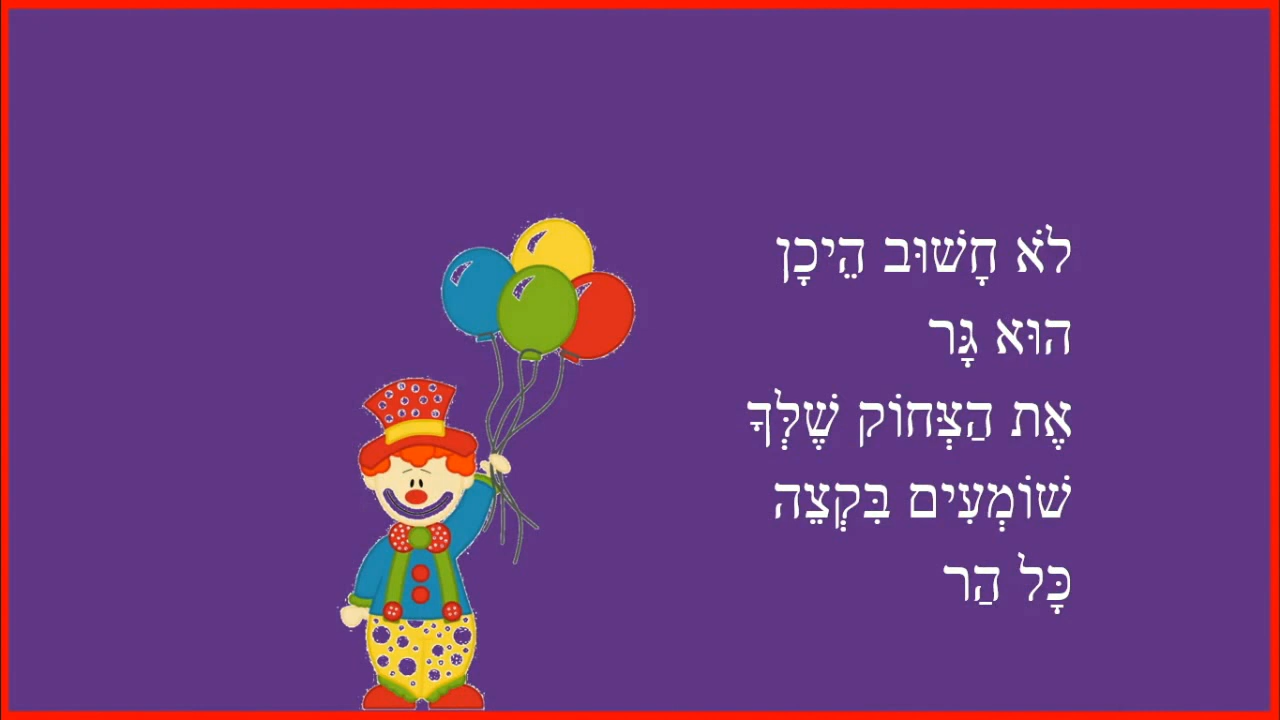 לֹא חָשׁוּב הֵיכָן
הוּא גָּר
אֶת הַצְּחוֹק שֶׁלְּךָ
שׁוֹמְעִים בִּקְצֵה
כָּל הַר